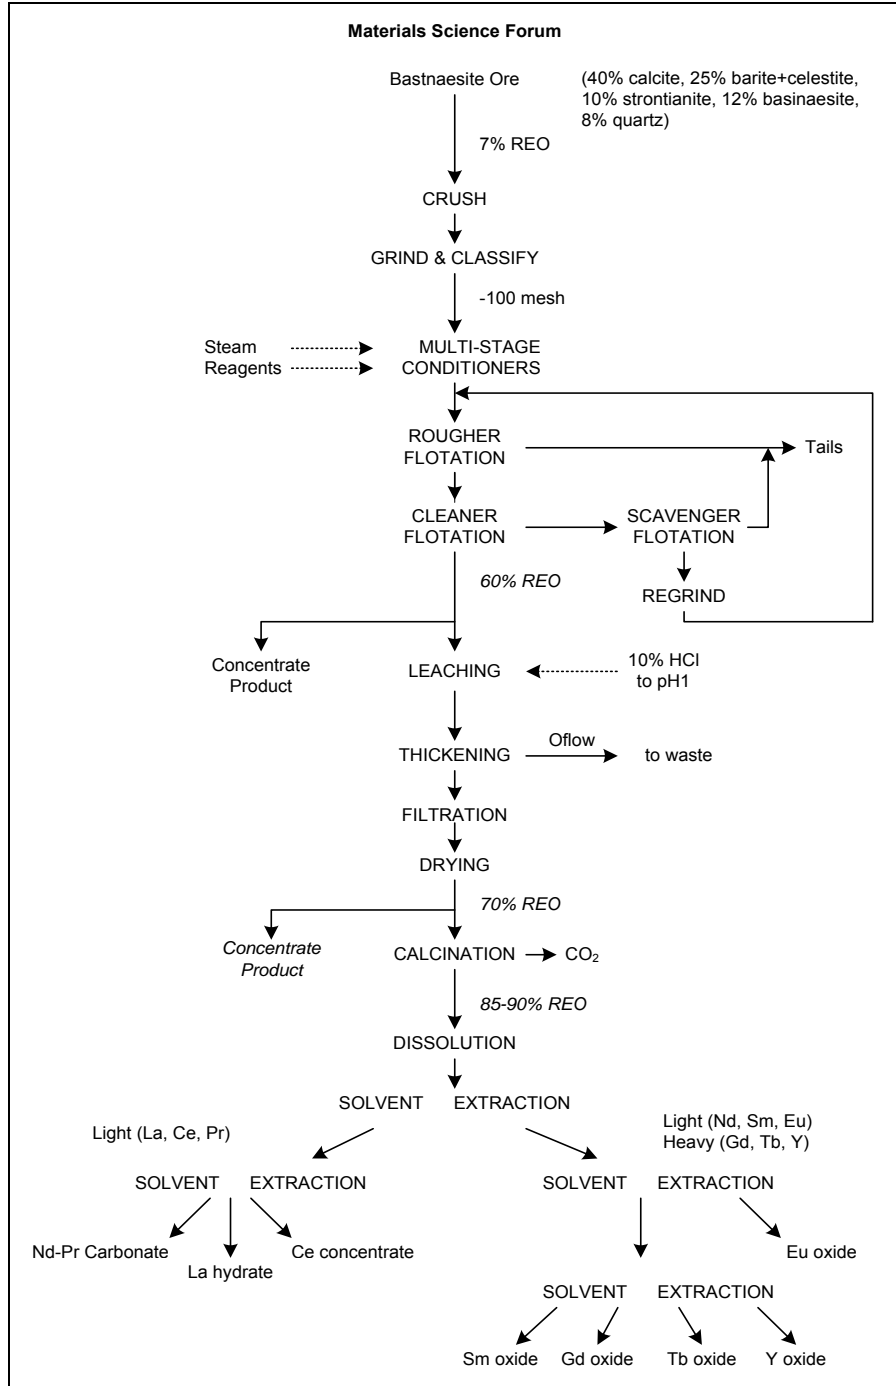 Materials Science Forum
Bastnaesite Ore
(40% calcite, 25% barite+celestite,
10% strontianite, 12% basinaesite,
8% quartz)
7% REO
CRUSH
GRIND & CLASSIFY
-100 mesh
Steam
Reagents
MULTI-STAGE
CONDITIONERS
ROUGHER
FLOTATION
Tails
CLEANER
FLOTATION
SCAVENGER
FLOTATION
60% REO
REGRIND
Concentrate
Product
LEACHING
10% HCl
to pH1
THICKENING
Oflow
to waste
FILTRATION
DRYING
70% REO
Concentrate
Product
CALCINATION
CO₂
85-90% REO
DISSOLUTION
SOLVENT EXTRACTION
Light (La, Ce, Pr)
Light (Nd, Sm, Eu)
Heavy (Gd, Tb, Y)
SOLVENT EXTRACTION
SOLVENT EXTRACTION
Nd-Pr Carbonate
La hydrate
Ce concentrate
Eu oxide
SOLVENT EXTRACTION
Sm oxide
Gd oxide
Tb oxide
Y oxide